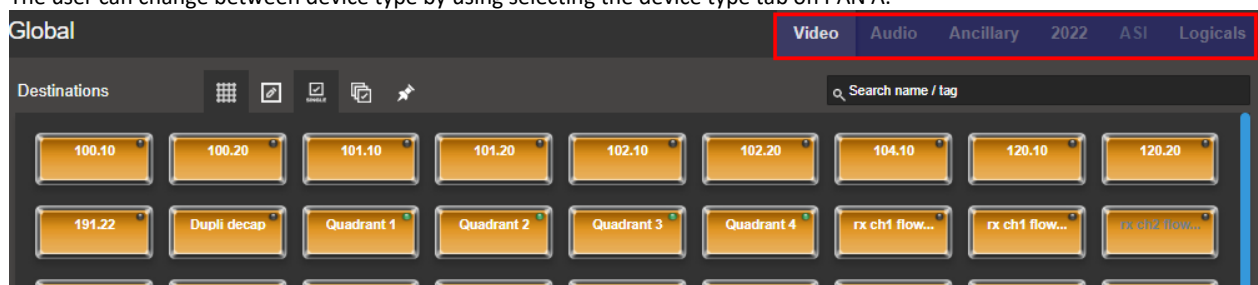 The user can change between device type by using selecting the device type tab on PAN A.
Global
Video Audio Ancillary 2022 ASI Logicals
Destinations SINGLE Search name / tag
100.10 100.20 101.10 101.20 102.10 102.20 104.10 120.10 120.20
191.22 Dupli decap Quadrant 1 Quadrant 2 Quadrant 3 Quadrant 4 rx ch1 flow... rx ch1 flow... rx ch2 flow...